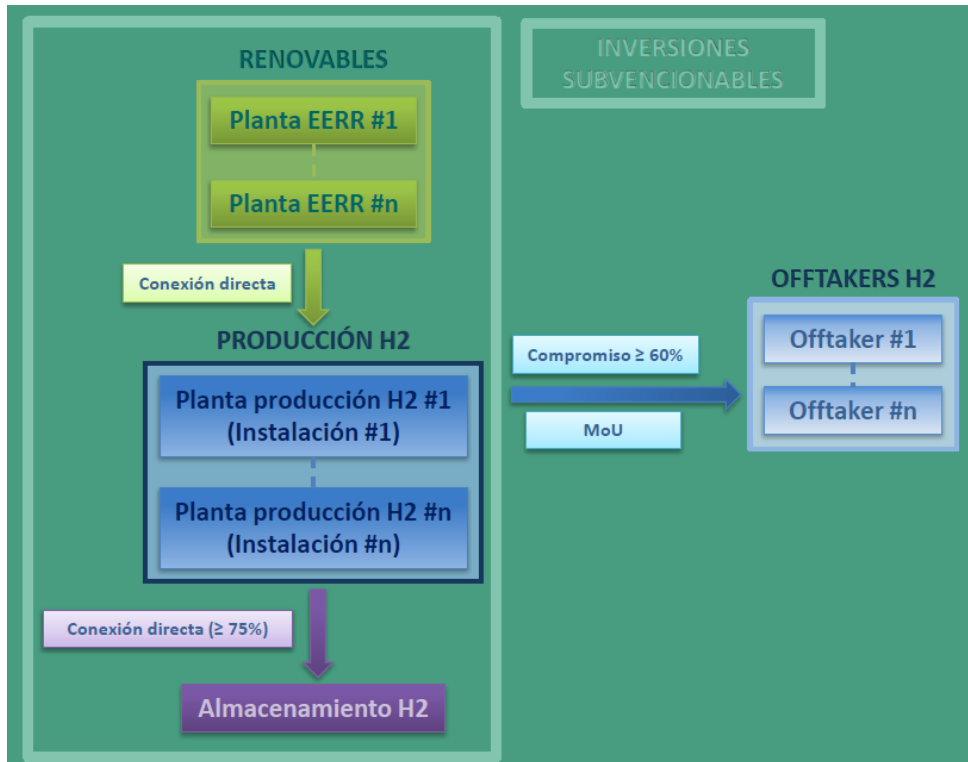 INVERSIONES
SUBVENCIONABLES
RENOVABLES
Planta EERR #1
Planta EERR #n
Conexión directa
PRODUCCIÓN H2
Planta producción H2 #1
(Instalación #1)
Planta producción H2 #n
(Instalación #n)
Conexión directa (≥ 75%)
Almacenamiento H2
Compromiso ≥ 60%
MoU
OFFTAKERS H2
Offtaker #1
Offtaker #n